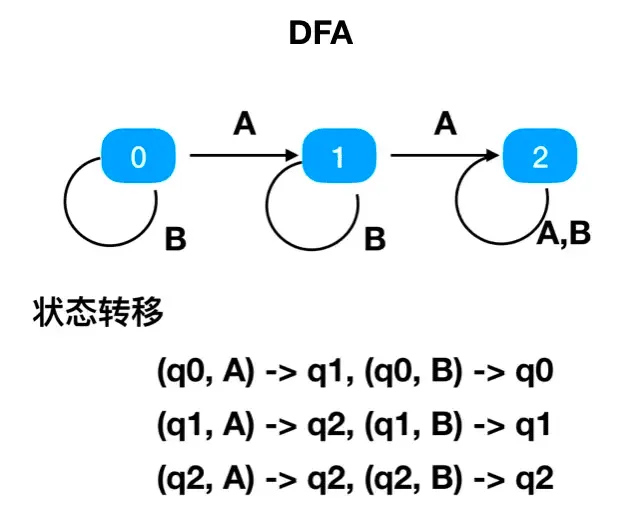 DFA
A A
0 1 2
B B A,B
状态转移
(q0, A) -> q1, (q0, B) -> q0
(q1, A) -> q2, (q1, B) -> q1
(q2, A) -> q2, (q2, B) -> q2